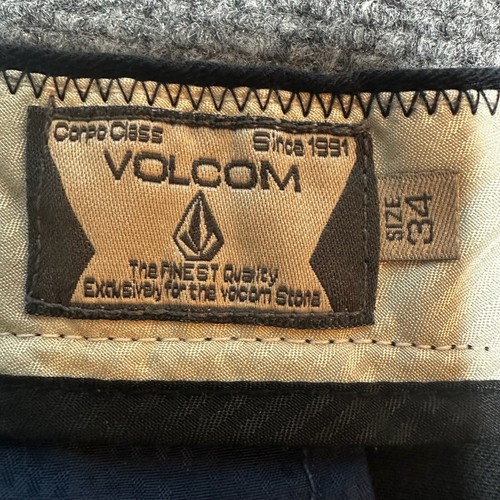 Corpo Class Since 1991
VOLCOM
The FINEST Quality
Exclusively for the volcom Stone
SIZE
34